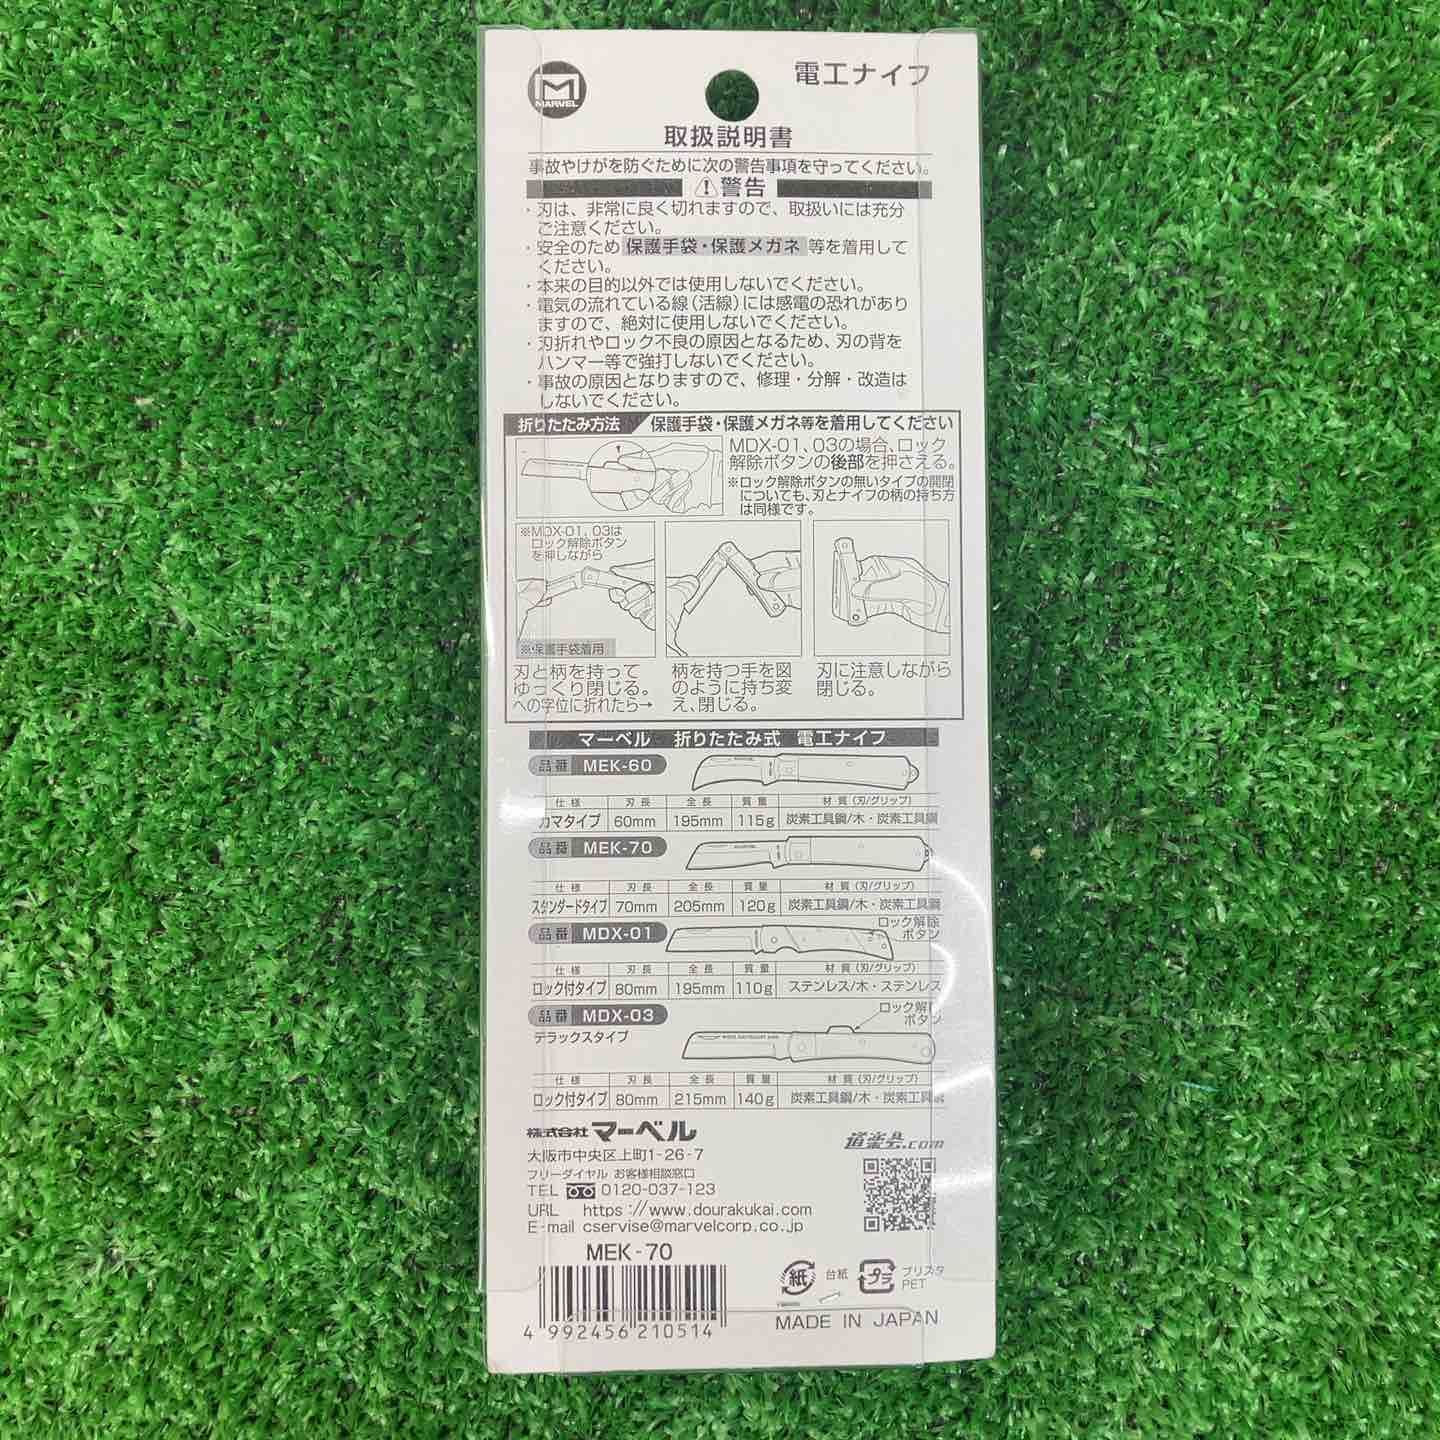 MARVEL
電工ナイフ
取扱説明書
事故やけがを防ぐために次の警告事項を守ってください。
警告
・刃は、非常に良く切れますので、取扱いには充分
ご注意ください。
・安全のため 保護手袋・保護メガネ 等を着用して
ください。
・本来の目的以外では使用しないでください。
・電気の流れている線(活線)には感電の恐れがあり
ますので、絶対に使用しないでください。
・刃折れやロック不良の原因となるため、刃の背を
ハンマー等で強打しないでください。
・事故の原因となりますので、修理・分解・改造は
しないでください。
折りたたみ方法 保護手袋・保護メガネ等を着用してください
MDX-01、03の場合、ロック
解除ボタンの後部を押さえる。
※ロック解除ボタンの無いタイプの開閉
についても、刃とナイフの柄の持ち方
は同様です。
※MDX-01、03は
ロック解除ボタン
を押しながら
※保護手袋着用
刃と柄を持って
ゆっくり閉じる。
への字位に折れたら→
柄を持つ手を図
のように持ち変
え、閉じる。
刃に注意しながら
閉じる。
マーベル 折りたたみ式 電工ナイフ
品番 MEK-60
仕様 刃長 全長 質量 材質(刃/グリップ)
カマタイプ 60mm 195mm 115g 炭素工具鋼/木・炭素工具鋼
品番 MEK-70
仕様 刃長 全長 質量 材質(刃/グリップ)
スタンダードタイプ 70mm 205mm 120g 炭素工具鋼/木・炭素工具鋼
品番 MDX-01
ロック解除
ボタン
仕様 刃長 全長 質量 材質(刃/グリップ)
ロック付タイプ 80mm 195mm 110g ステンレス/木・ステンレス
品番 MDX-03
ロック解除
ボタン
デラックスタイプ
仕様 刃長 全長 質量 材質(刃/グリップ)
ロック付タイプ 80mm 215mm 140g 炭素工具鋼/木・炭素工具鋼
株式会社 マーベル
道楽会.com
大阪市中央区上町1-26-7
フリーダイヤル お客様相談窓口
TEL 0120-037-123
URL https://www.dourakukai.com
E-mail cservise@marvelcorp.co.jp
MEK-70
紙 台紙
プラ ブリスタ
PET
4 992456 210514
MADE IN JAPAN